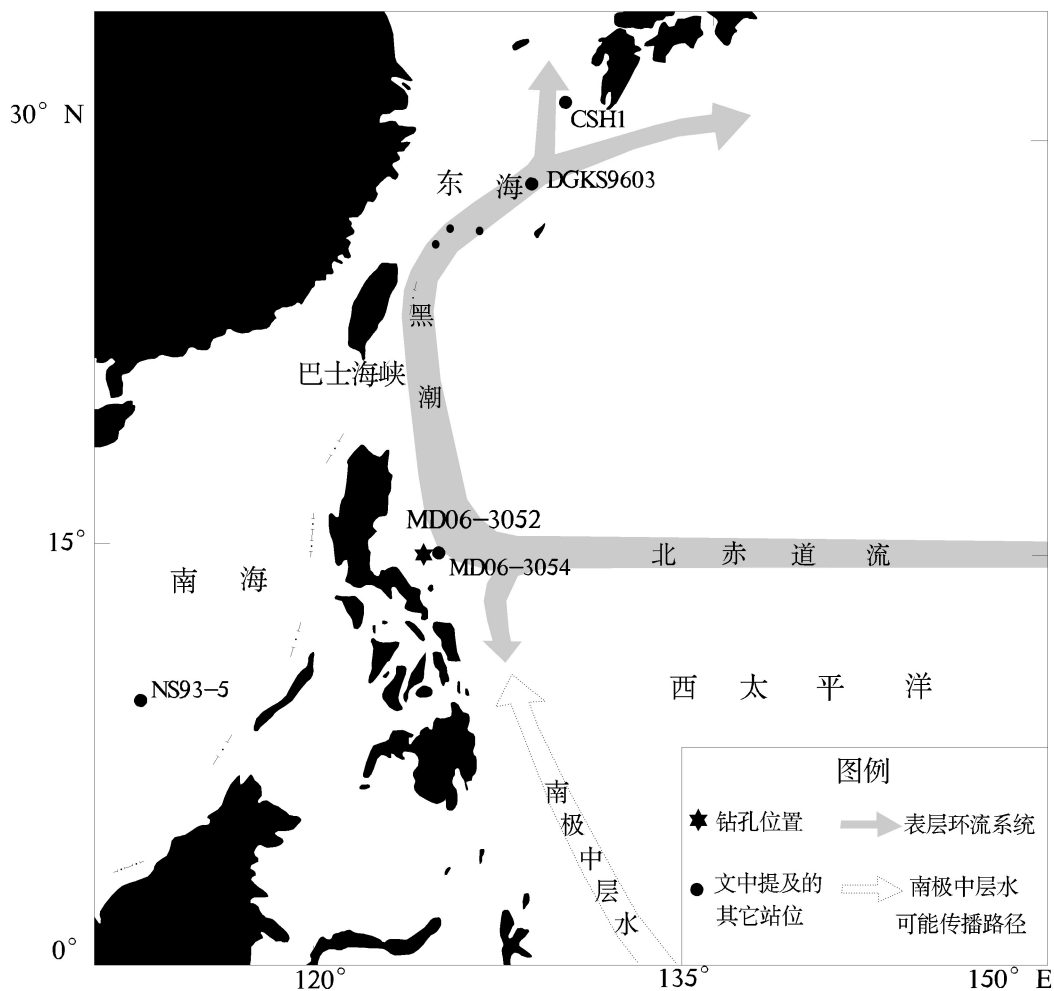 30° N
CSH1
东 海
DGKS9603
黑
潮
巴士海峡
MD06-3052
15°
MD06-3054
北 赤 道 流
南 海
NS93-5
西 太 平 洋
南
极
中
层
水
图例
钻孔位置
表层环流系统
文中提及的
其它站位
南极中层水
可能传播路径
0°
120°
135°
150° E